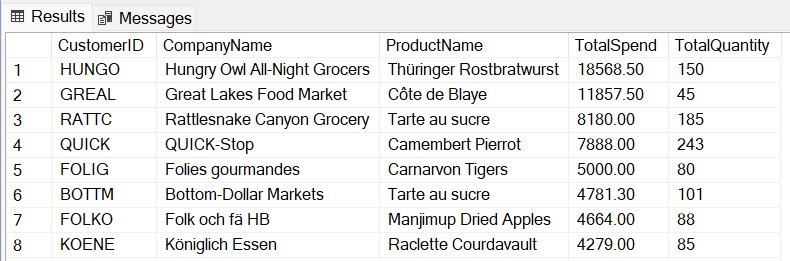 Results Messages
CustomerID CompanyName ProductName TotalSpend TotalQuantity
1 HUNGO Hungry Owl All-Night Grocers Thüringer Rostbratwurst 18568.50 150
2 GREAL Great Lakes Food Market Côte de Blaye 11857.50 45
3 RATTC Rattlesnake Canyon Grocery Tarte au sucre 8180.00 185
4 QUICK QUICK-Stop Camembert Pierrot 7888.00 243
5 FOLIG Folies gourmandes Carnarvon Tigers 5000.00 80
6 BOTTM Bottom-Dollar Markets Tarte au sucre 4781.30 101
7 FOLKO Folk och fä HB Manjimup Dried Apples 4664.00 88
8 KOENE Königlich Essen Raclette Courdavault 4279.00 85